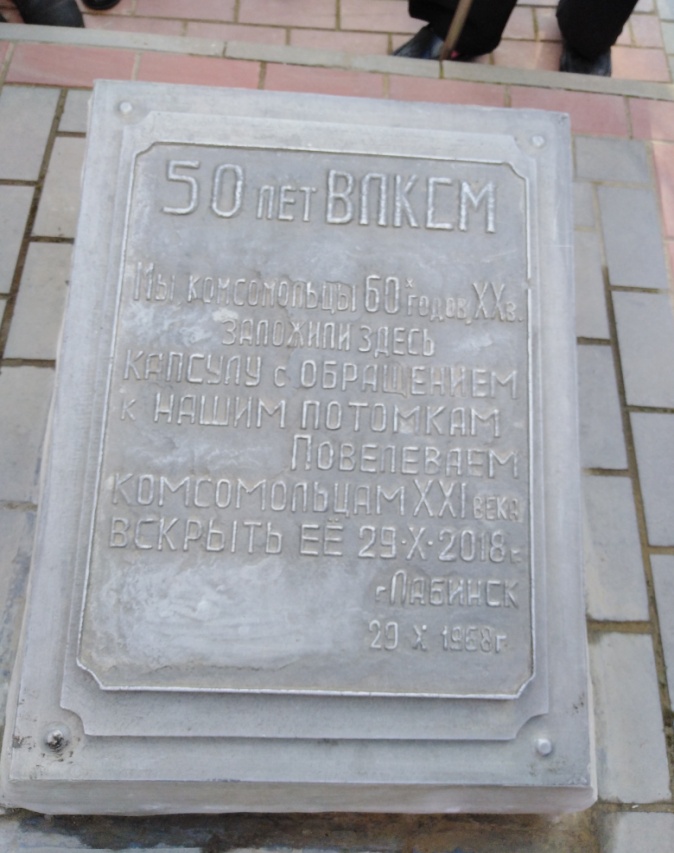 50 лет ВЛКСМ
Мы, комсомольцы 60х годов, XXв.
заложили здесь
капсулу с обращением
к нашим потомкам
Повелеваем
комсомольцам XXI века
вскрыть её 29·X·2018 г.
г. Лабинск
29 X 1968 г.